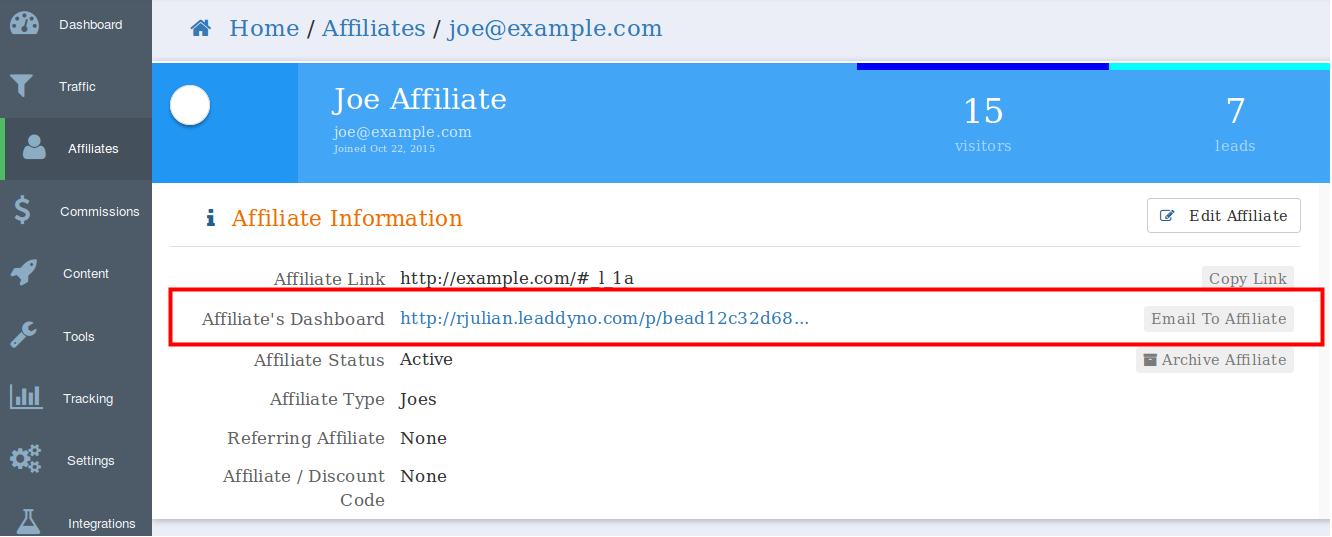 Dashboard
Traffic
Affiliates
Commissions
Content
Tools
Tracking
Settings
Integrations
Home / Affiliates / joe@example.com
Joe Affiliate
joe@example.com
Joined Oct 22, 2015
15
visitors
7
leads
Affiliate Information
Edit Affiliate
Affiliate Link http://example.com/#_l_1a Copy Link
Affiliate's Dashboard http://rjulian.leaddyno.com/p/bead12c32d68... Email To Affiliate
Affiliate Status Active Archive Affiliate
Affiliate Type Joes
Referring Affiliate None
Affiliate / Discount None
Code